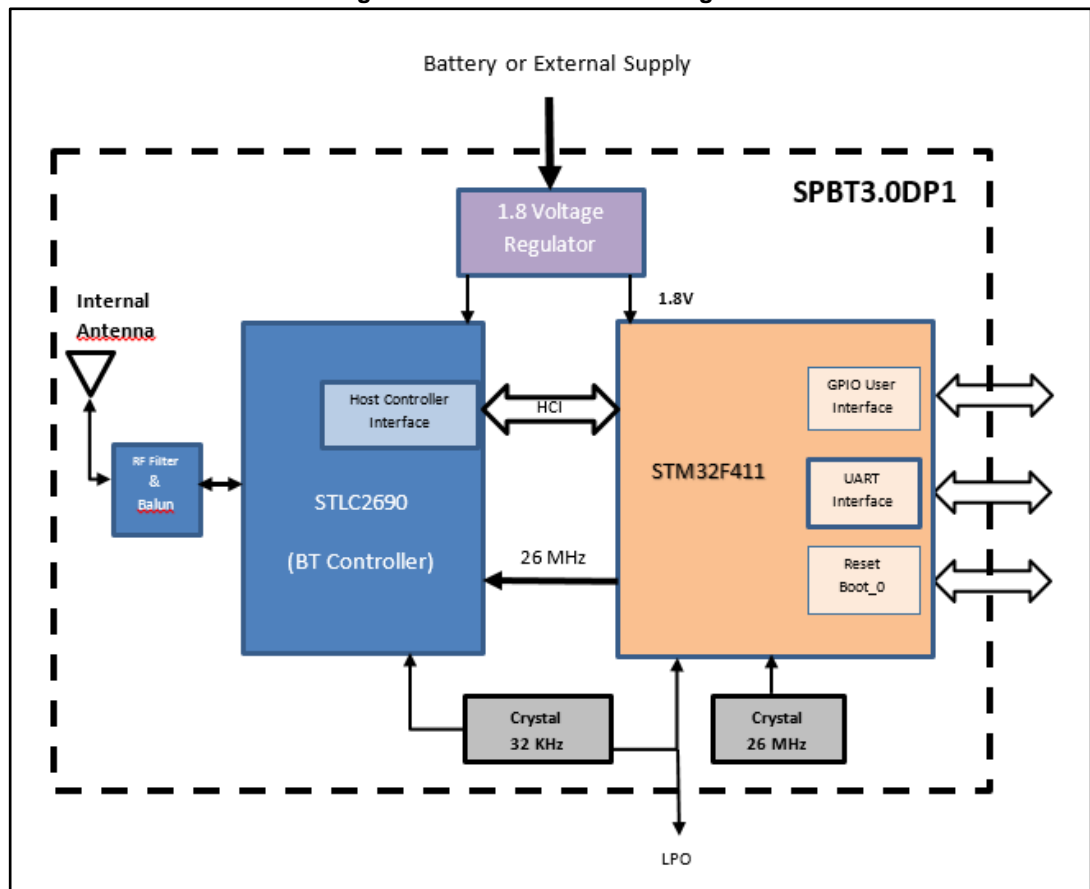 Battery or External Supply
SPBT3.0DP1
1.8 Voltage
Regulator
1.8V
Internal
Antenna
Host Controller
Interface
HCI
GPIO User
Interface
RF Filter
&
Balun
STLC2690
(BT Controller)
STM32F411
UART
Interface
26 MHz
Reset
Boot_0
Crystal
32 KHz
Crystal
26 MHz
LPO